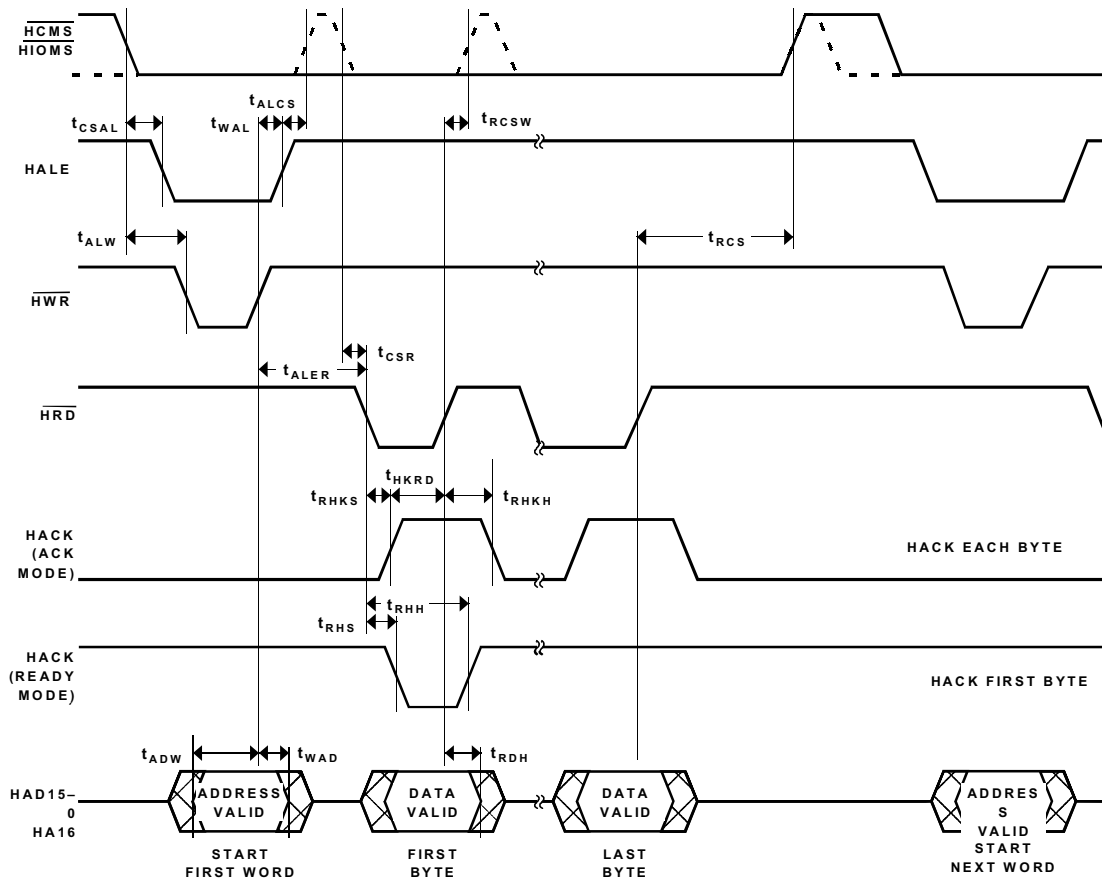 HCMS
HIOMS
tALCS
tCSAL
tWAL
tRCSW
HALE
tALW
tRCS
HWR
tCSR
tALER
HRD
tHKRD
tRHKS
tRHKH
HACK
(ACK
MODE)
HACK EACH BYTE
tRHH
tRHS
HACK
(READY
MODE)
HACK FIRST BYTE
tADW
tWAD
tRDH
HAD15–
0
HA16
ADDRESS
VALID
DATA
VALID
DATA
VALID
ADDRES
S
VALID
START
FIRST WORD
FIRST
BYTE
LAST
BYTE
START
NEXT WORD